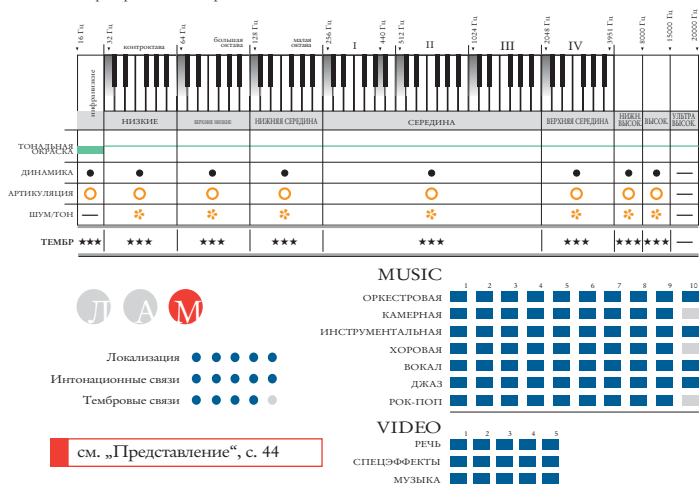 16 Гц 32 Гц 64 Гц 128 Гц 256 Гц 440 Гц 512 Гц 1024 Гц 2048 Гц 3951 Гц 8000 Гц 15000 Гц 20000 Гц
контроктава большая октава малая октава I II III IV
инфранизкие
НИЗКИЕ ВЕРХНИЕ НИЗКИЕ НИЖНЯЯ СЕРЕДИНА СЕРЕДИНА ВЕРХНЯЯ СЕРЕДИНА НИЖН. ВЫСОК. ВЫСОК. УЛЬТРА ВЫСОК.
ТОНАЛЬНАЯ
ОКРАСКА
ДИНАМИКА
АРТИКУЛЯЦИЯ
ШУМ/ТОН
ТЕМБР ★★★ ★★★ ★★★ ★★★ ★★★ ★★★ ★★★ ★★★ —
Л А М
Локализация
Интонационные связи
Тембровые связи
см. „Представление“, с. 44
MUSIC
1 2 3 4 5 6 7 8 9 10
ОРКЕСТРОВАЯ
КАМЕРНАЯ
ИНСТРУМЕНТАЛЬНАЯ
ХОРОВАЯ
ВОКАЛ
ДЖАЗ
РОК-ПОП
VIDEO
1 2 3 4 5
РЕЧЬ
СПЕЦЭФФЕКТЫ
МУЗЫКА